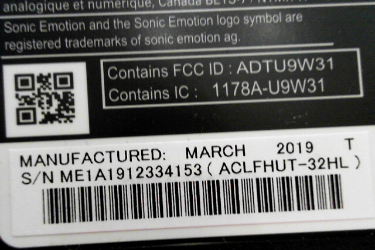 analogique et numérique, Canada
Sonic Emotion and the Sonic Emotion logo symbol are
registered trademarks of sonic emotion ag.
Contains FCC ID : ADTU9W31
Contains IC : 1178A-U9W31
MANUFACTURED: MARCH 2019 T
S/N ME1A1912334153 ( ACLFHUT-32HL )